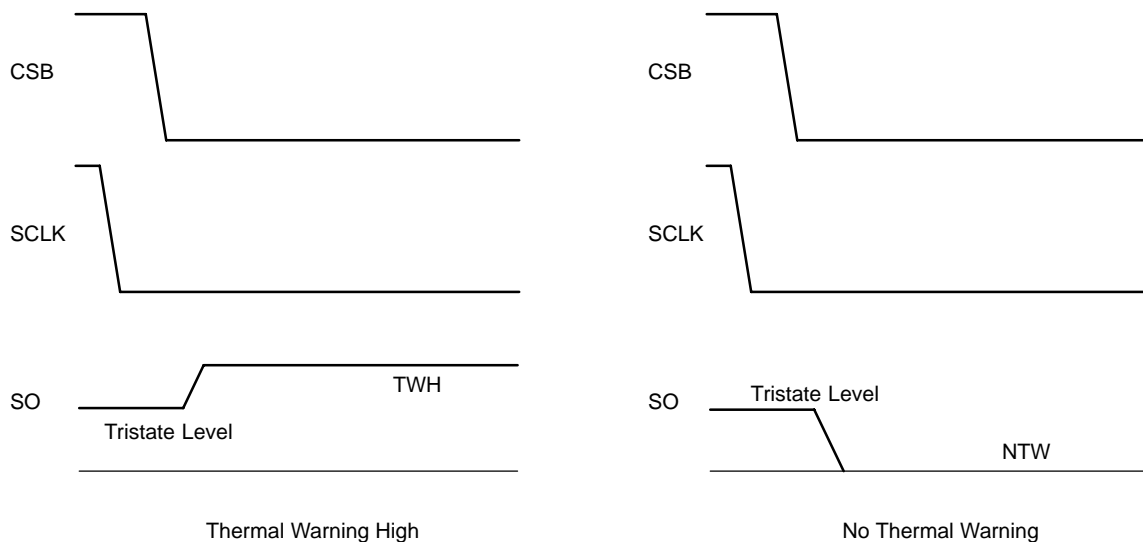 CSB
SCLK
SO
TWH
Tristate Level
Thermal Warning High
CSB
SCLK
SO
Tristate Level
NTW
No Thermal Warning